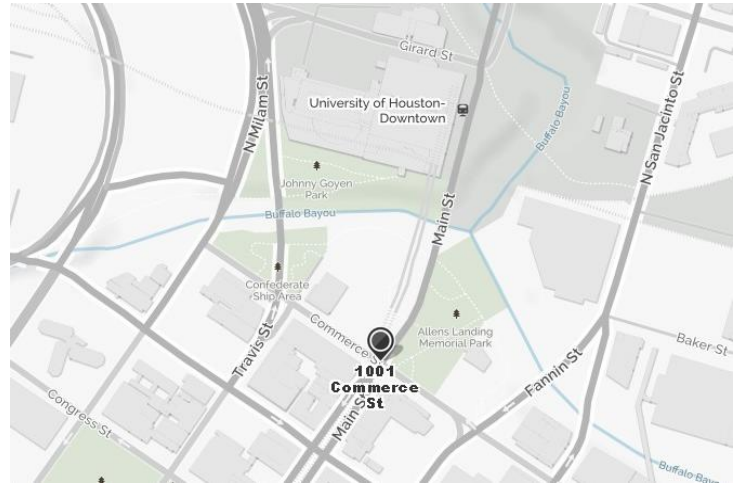 Girard St
N Milam St
University of Houston-
Downtown
N San Jacinto St
Buffalo Bayou
Johnny Goyen
Park
Buffalo Bayou
Main St
Confederate
Ship Area
Commerce St
Allens Landing
Memorial Park
Travis St
Baker St
1001
Commerce
St
Fannin St
Congress St
Main St
Buffalo Bayou